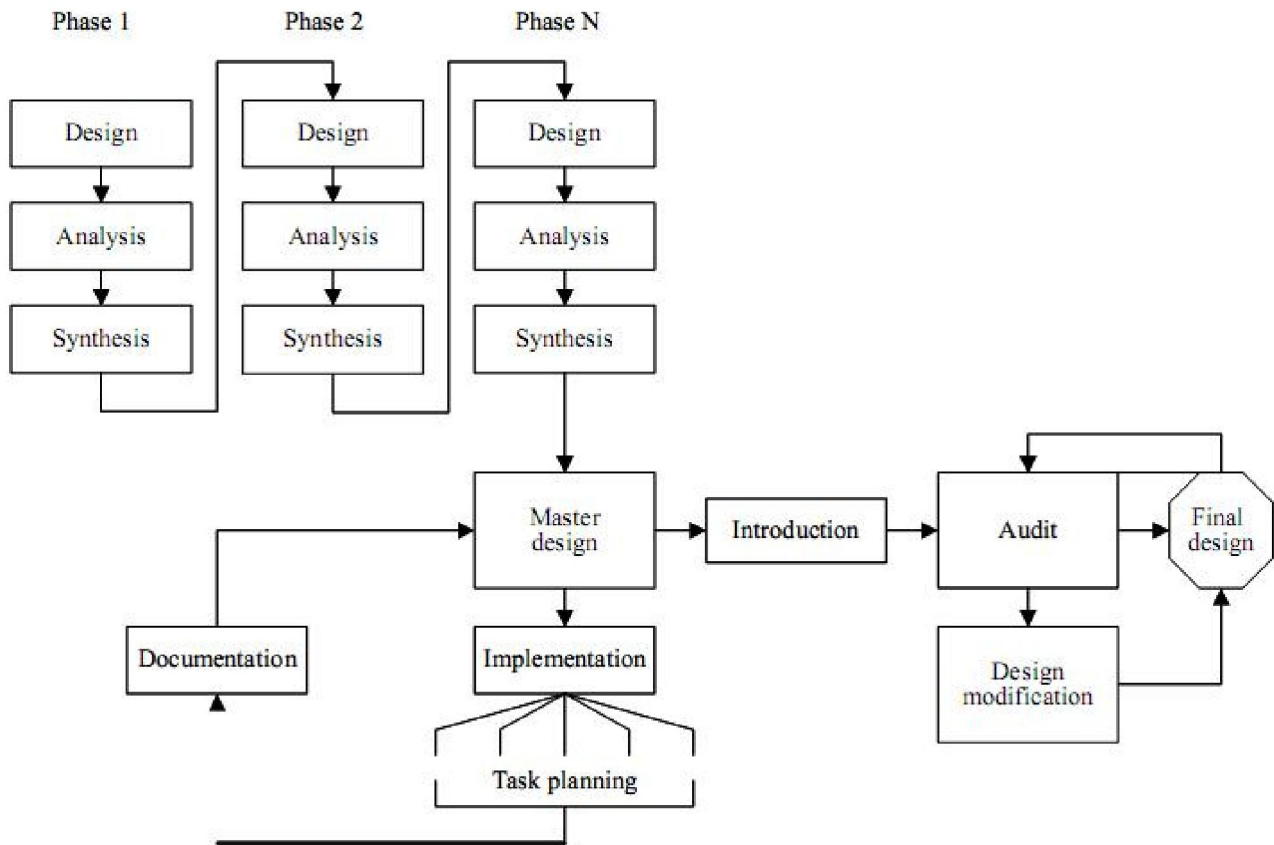 Phase 1
Phase 2
Phase N
Design
Design
Design
Analysis
Analysis
Analysis
Synthesis
Synthesis
Synthesis
Master
design
Introduction
Audit
Final
design
Documentation
Implementation
Design
modification
Task planning